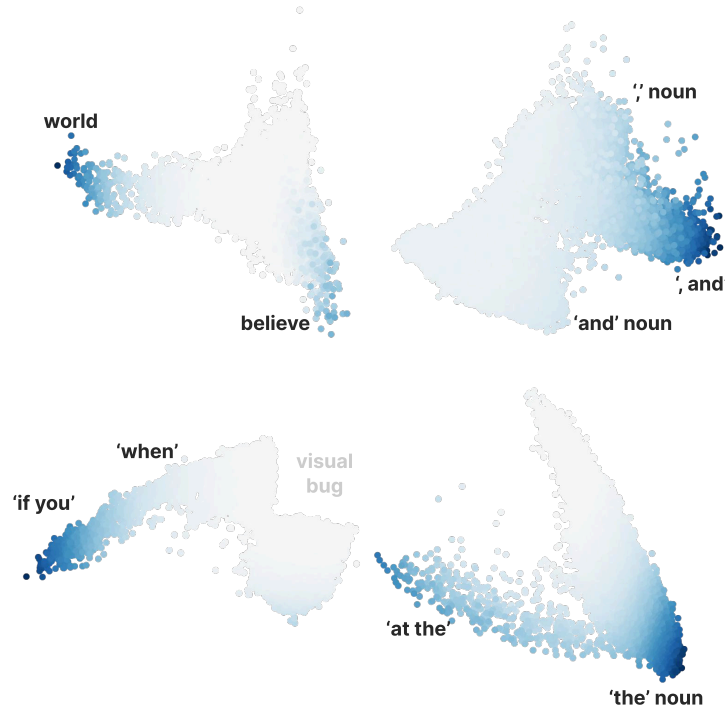 world
believe
‘,’ noun
‘, and
‘and’ noun
‘when’
visual
bug
‘if you’
‘at the’
‘the’ noun